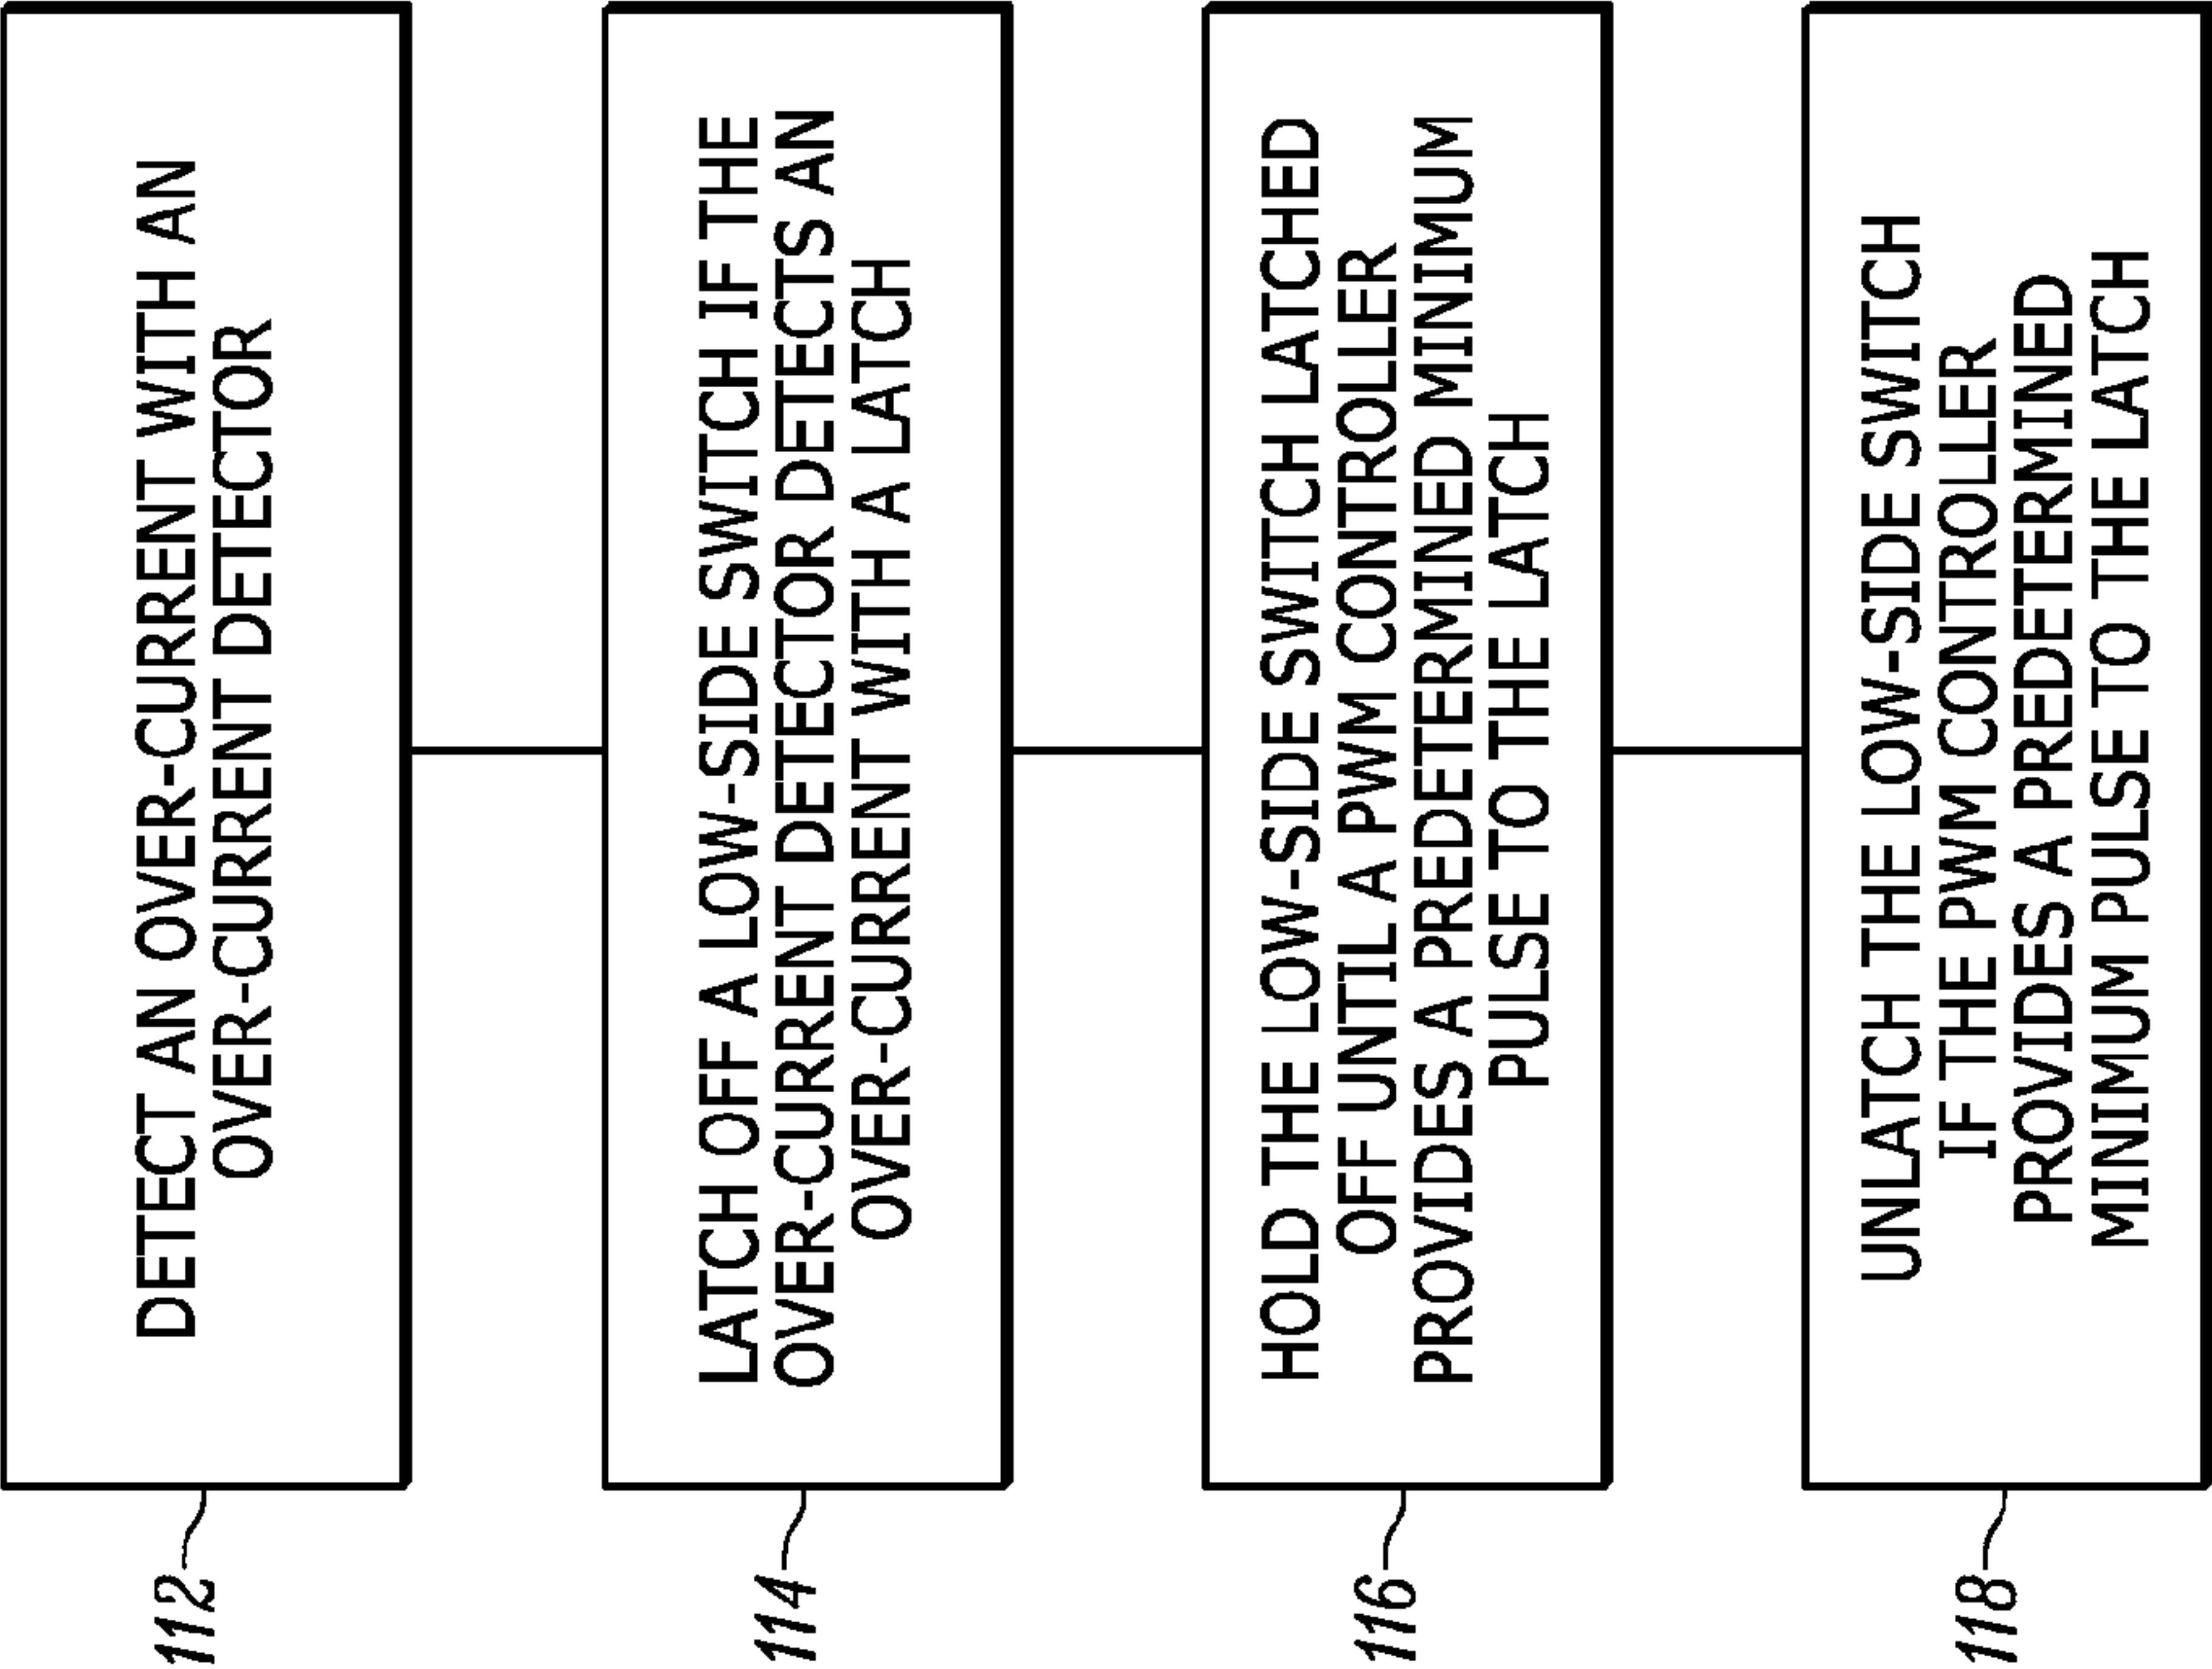 DETECT AN OVER-CURRENT WITH AN
OVER-CURRENT DETECTOR
112
LATCH OFF A LOW-SIDE SWITCH IF THE
OVER-CURRENT DETECTOR DETECTS AN
OVER-CURRENT WITH A LATCH
114
HOLD THE LOW-SIDE SWITCH LATCHED
OFF UNTIL A PWM CONTROLLER
PROVIDES A PREDETERMINED MINIMUM
PULSE TO THE LATCH
116
UNLATCH THE LOW-SIDE SWITCH
IF THE PWM CONTROLLER
PROVIDES A PREDETERMINED
MINIMUM PULSE TO THE LATCH
118